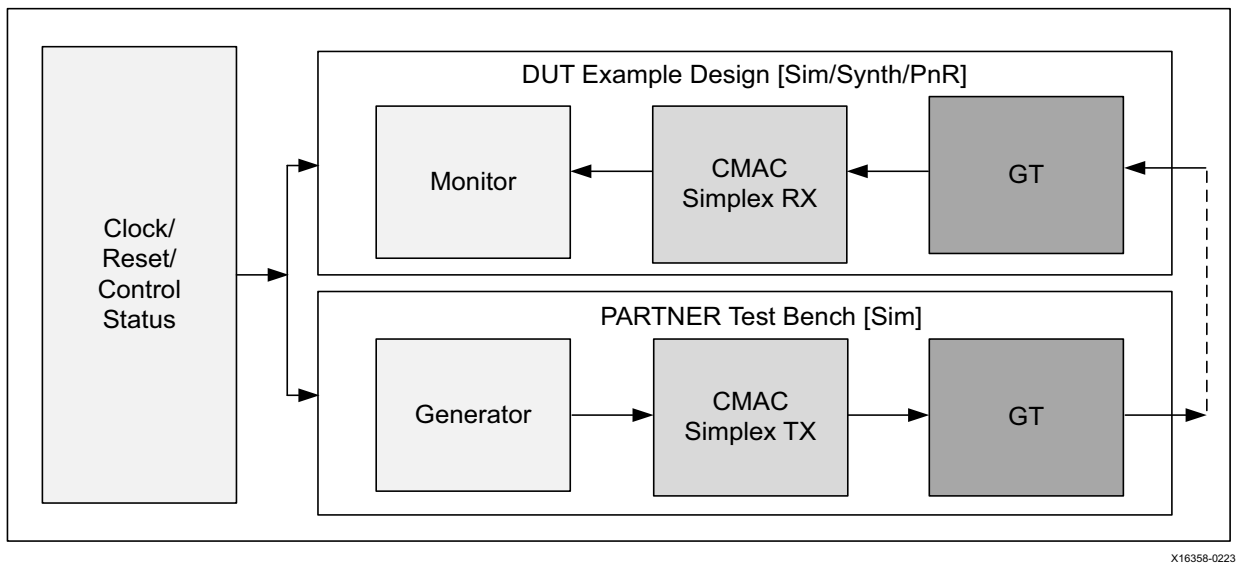 DUT Example Design [Sim/Synth/PnR]
Monitor
CMAC
Simplex RX
GT
Clock/
Reset/
Control
Status
PARTNER Test Bench [Sim]
Generator
CMAC
Simplex TX
GT
X16358-0223